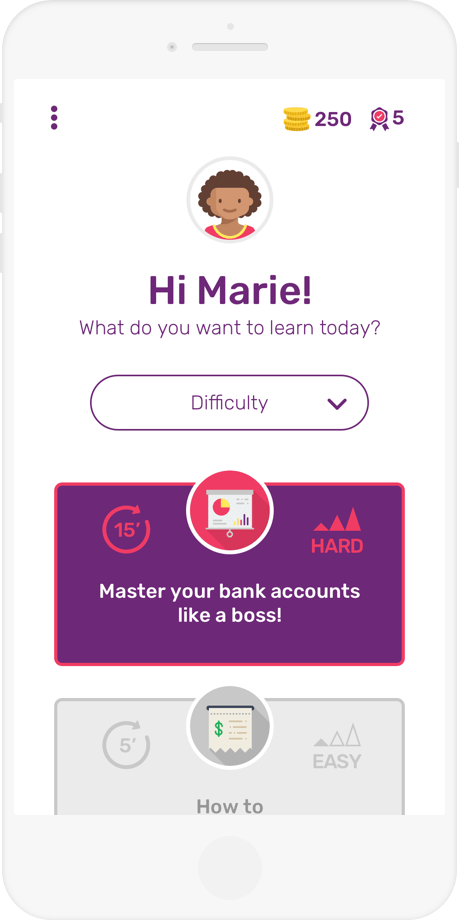 250
5
Hi Marie!
What do you want to learn today?
Difficulty
15′
HARD
Master your bank accounts
like a boss!
5′
$
EASY
How to